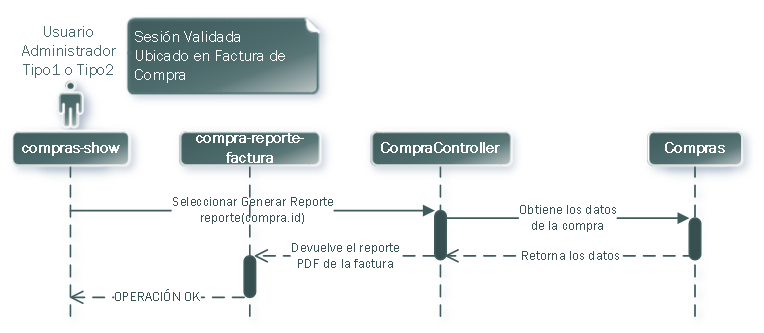 Usuario
Administrador
Tipo1 o Tipo2
Sesión Validada
Ubicado en Factura de
Compra
compras-show
compra-reporte-
factura
CompraController
Compras
Seleccionar Generar Reporte
reporte(compra.id)
Obtiene los datos
de la compra
Devuelve el reporte
PDF de la factura
Retorna los datos
OPERACIÓN OK